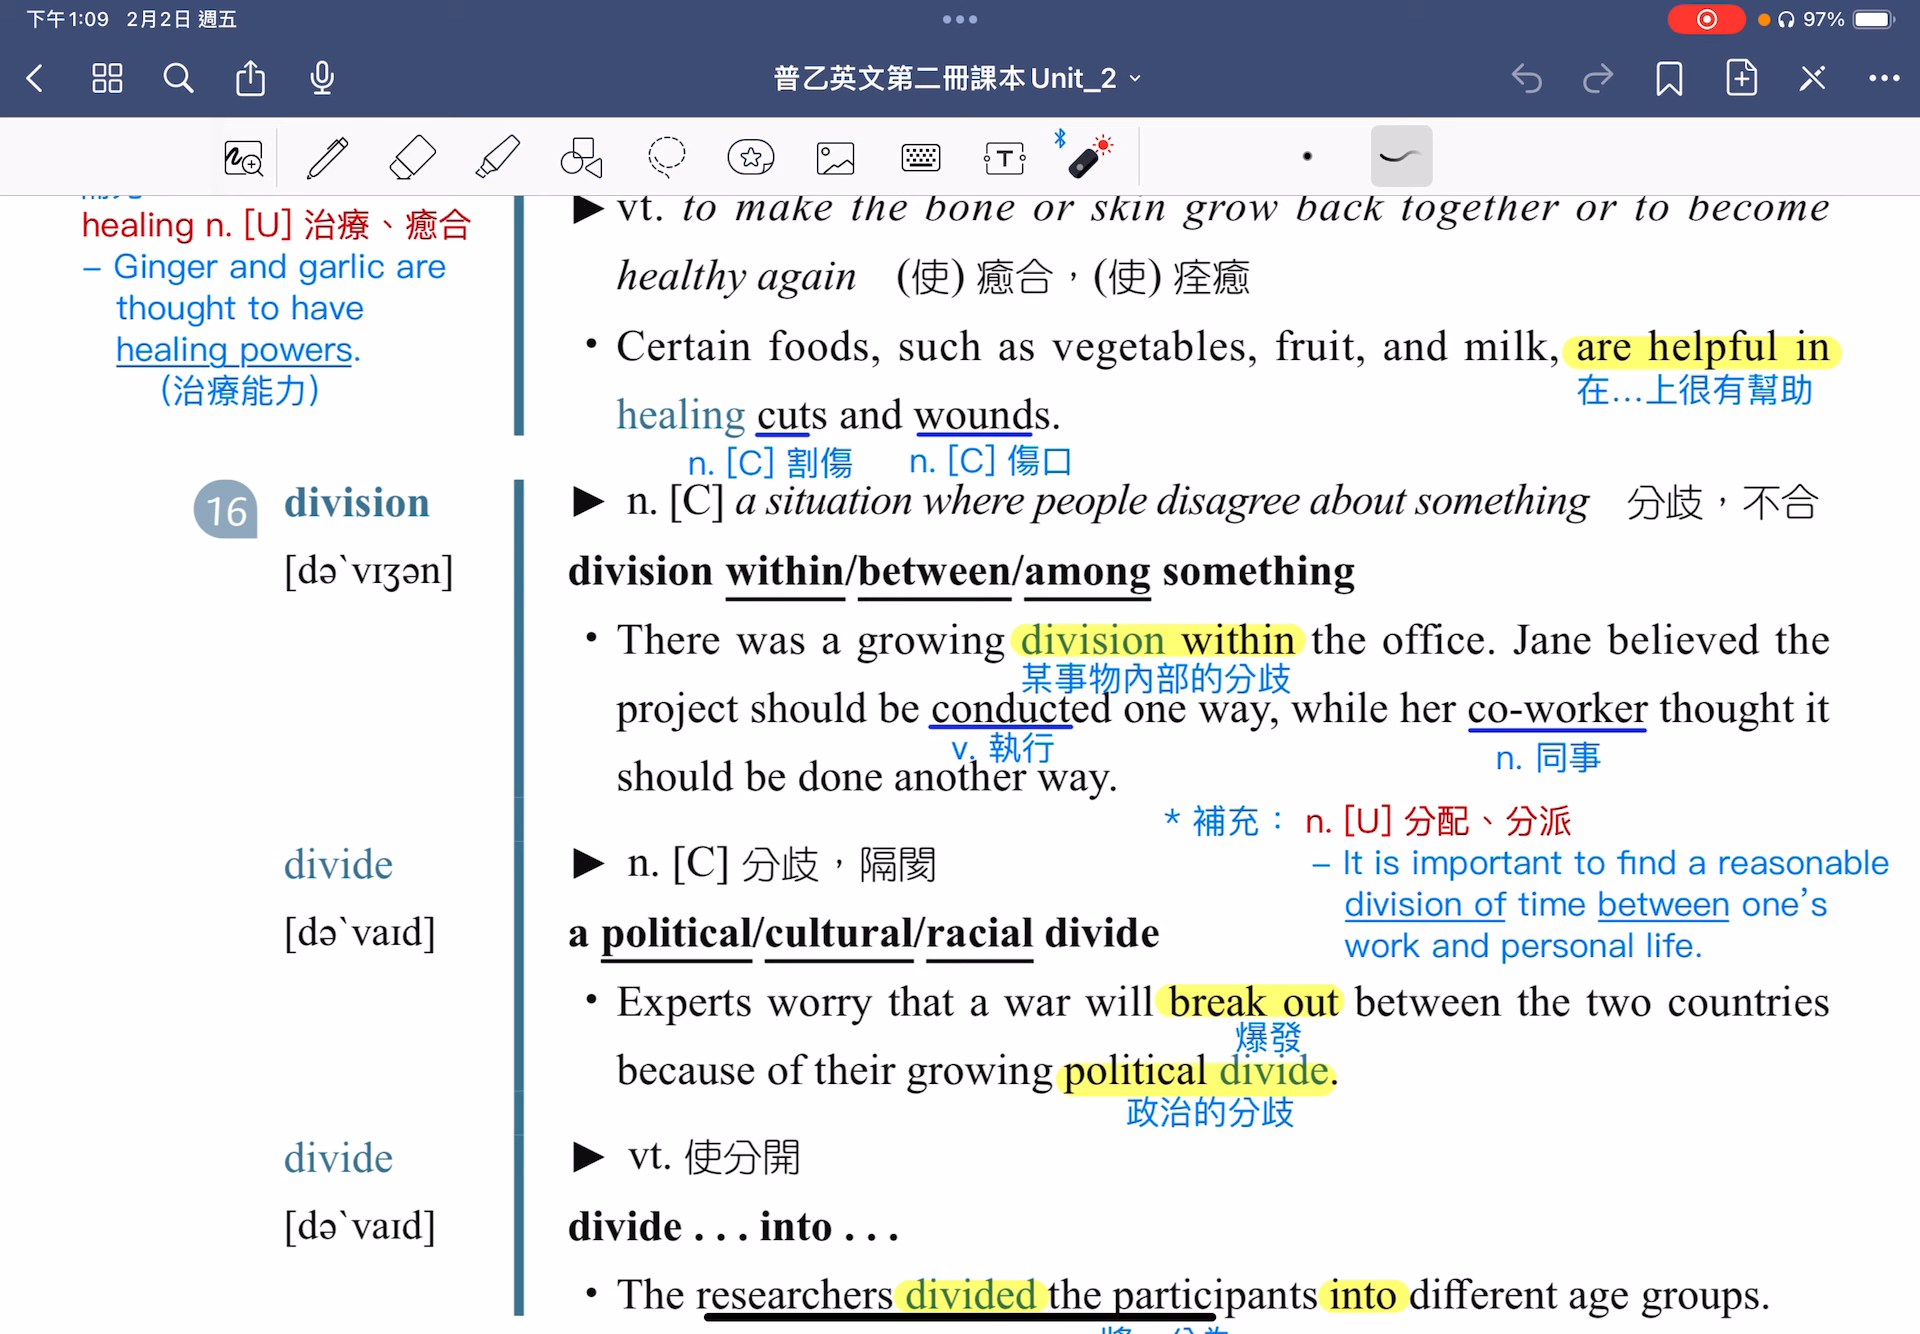 下午1:09 2月2日 週五
97%
普乙英文第二冊課本Unit_2
healing n. [U] 治療、癒合
– Ginger and garlic are
thought to have
healing powers.
(治療能力)
▶ vt. to make the bone or skin grow back together or to become
healthy again (使) 癒合，(使) 痊癒
• Certain foods, such as vegetables, fruit, and milk, are helpful in
在…上很有幫助
healing cuts and wounds.
n. [C] 割傷 n. [C] 傷口
16 division ▶ n. [C] a situation where people disagree about something 分歧，不合
[dəˋvɪʒən] division within/between/among something
• There was a growing division within the office. Jane believed the
某事物內部的分歧
project should be conducted one way, while her co-worker thought it
v. 執行 n. 同事
should be done another way.
* 補充： n. [U] 分配、分派
– It is important to find a reasonable
division of time between one's
work and personal life.
divide ▶ n. [C] 分歧，隔閡
[dəˋvaɪd] a political/cultural/racial divide
• Experts worry that a war will break out between the two countries
爆發
because of their growing political divide.
政治的分歧
divide ▶ vt. 使分開
[dəˋvaɪd] divide . . . into . . .
• The researchers divided the participants into different age groups.